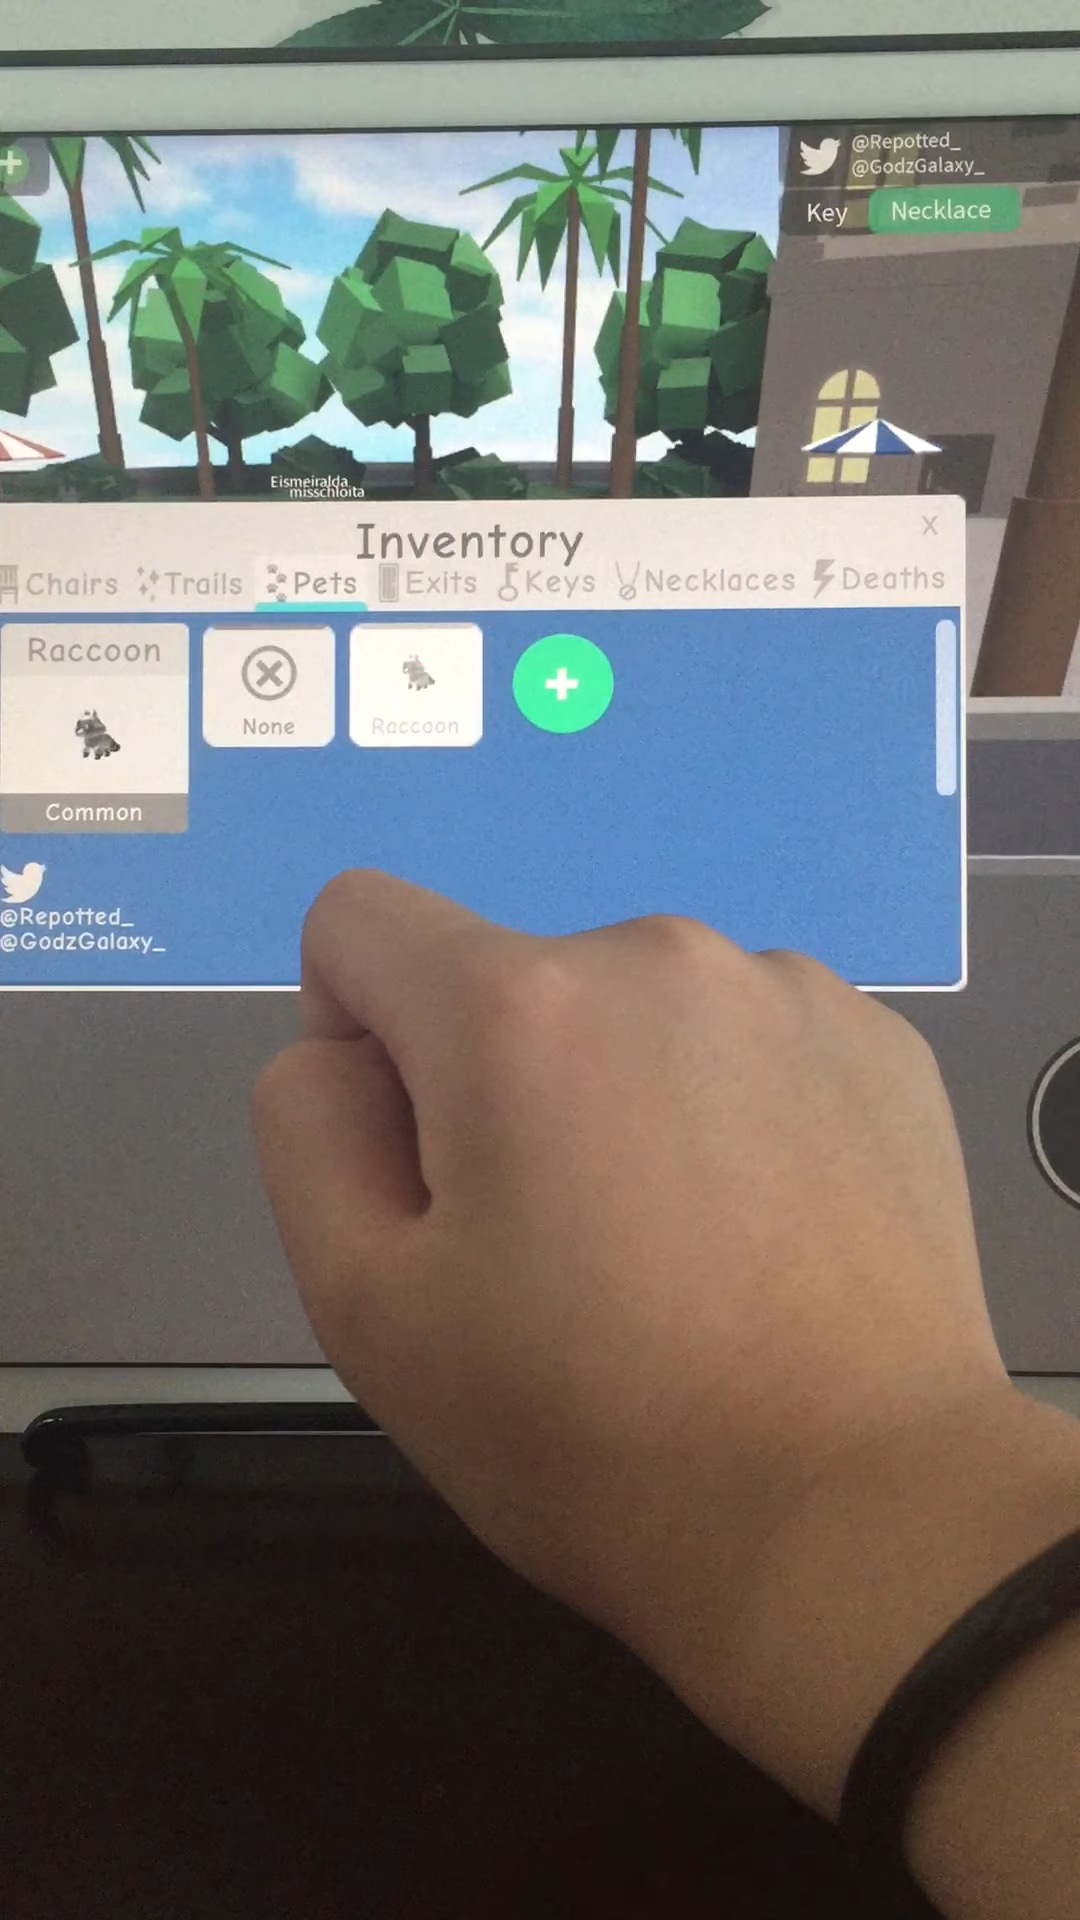 @Repotted_
@GodzGalaxy_
Key Necklace
Eismeiralda
misschloita
Inventory
X
Chairs Trails Pets Exits Keys Necklaces Deaths
Raccoon
None
Raccoon
Common
@Repotted_
@GodzGalaxy_